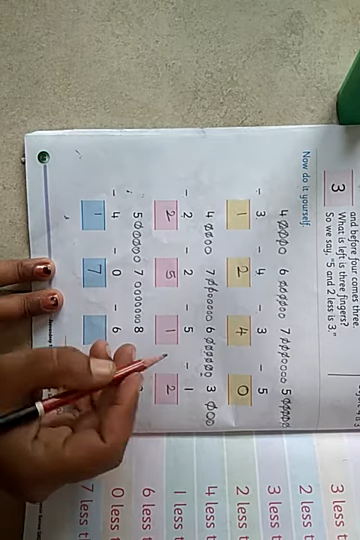 and before four comes three.
3 What is left is three fingers?
So we say, "5 and 2 less is 3."
Now do it yourself.
4 6 7 5
- 3 - 4 - 3 - 5
1 2 4 0
4 7 6 3
- 2 - 2 - 5 - 1
2 5 1 2
5 7 8
- 4 - 0 - 6
1 7
3 less t
2 less t
3 less t
2 less t
4 less t
1 less t
6 less t
0 less t
7 less t